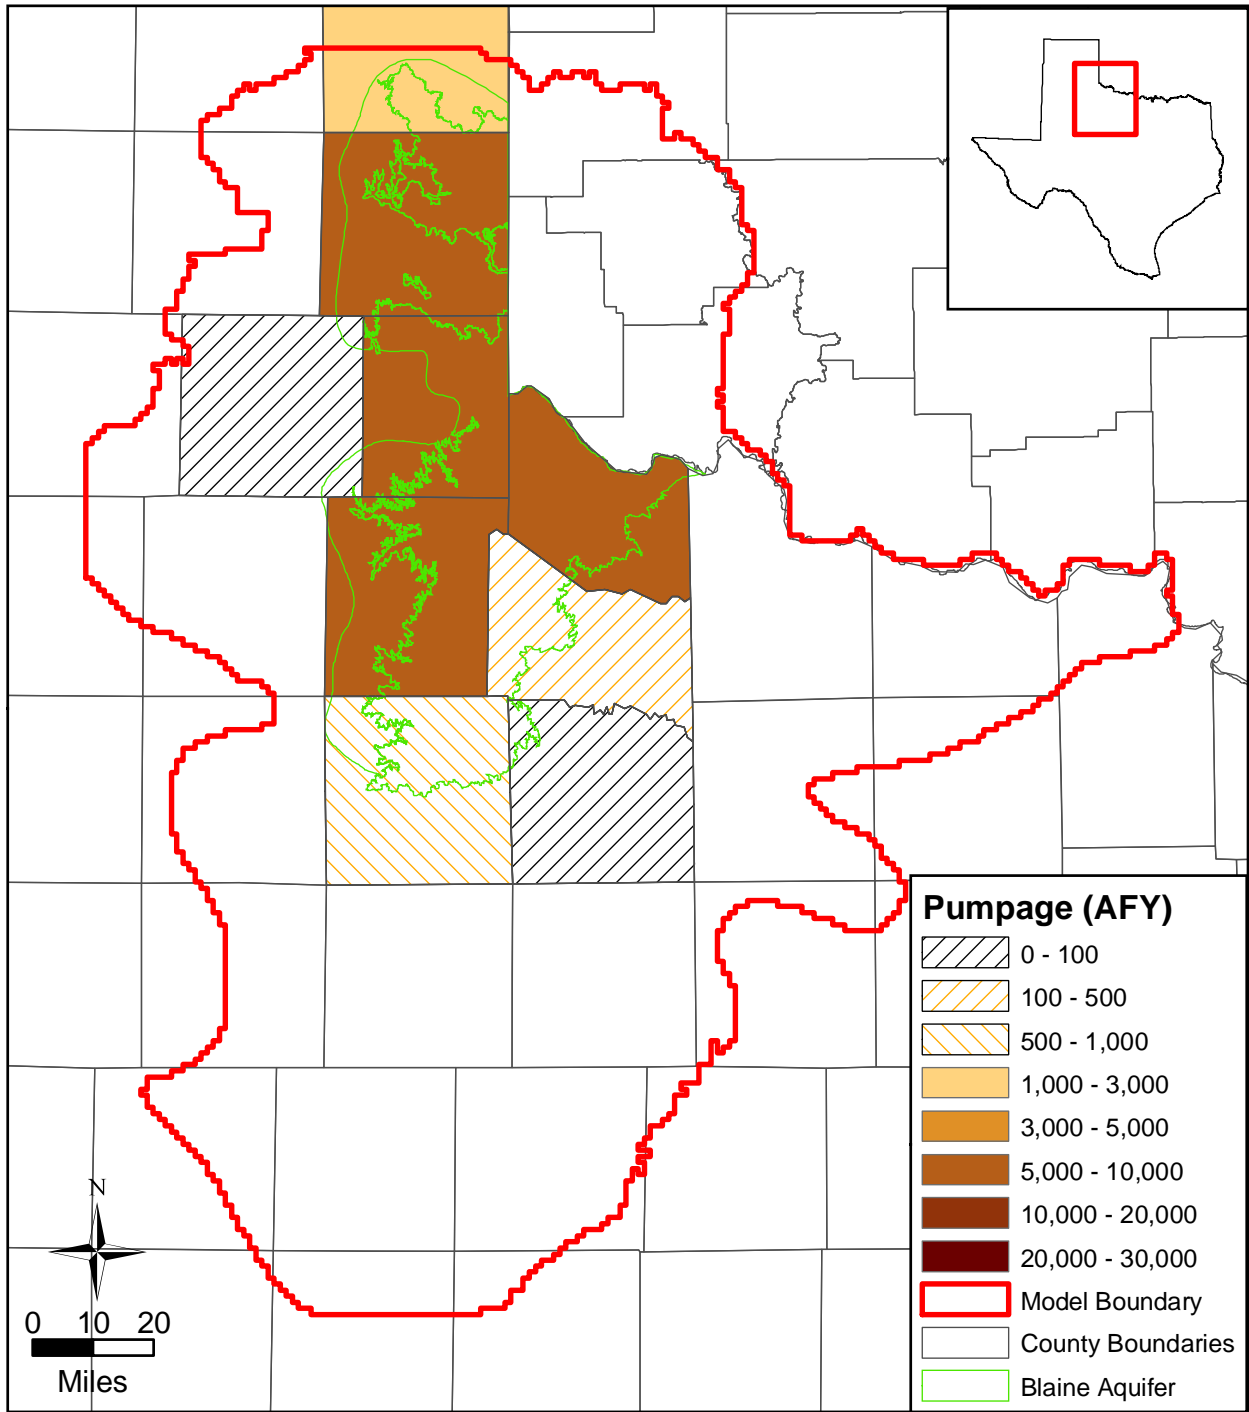 Pumpage (AFY)
0 - 100
100 - 500
500 - 1,000
1,000 - 3,000
3,000 - 5,000
5,000 - 10,000
10,000 - 20,000
20,000 - 30,000
Model Boundary
County Boundaries
Blaine Aquifer
N
0 10 20
Miles